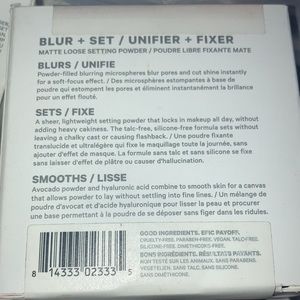 BLUR + SET / UNIFIER + FIXER
MATTE LOOSE SETTING POWDER / POUDRE LIBRE FIXANTE MATE
BLURS / UNIFIE
Powder-filled blurring microspheres blur pores and cut shine instantly
for a soft-focus effect. / Des microsphères estompantes à base de
poudre qui estompent les pores et éliminent instantanément la brillance
pour un effet flouté.
SETS / FIXE
A sheer, lightweight setting powder that locks in makeup all day, without
adding heavy cakiness. The talc-free, silicone-free formula sets without
leaving a chalky cast or causing flashback. / Une poudre fixante
translucide et ultralégère qui fixe le maquillage toute la journée, sans
ajouter d'effet de masque. La formule sans talc et sans silicone se fixe
sans laisser d'effet de plâtre ou causer d'hallucination.
SMOOTHS / LISSE
Avocado powder and hyaluronic acid combine to smooth skin for a canvas
that allows powder to lay without settling into fine lines. / Un mélange de
poudre d'avocat et d'acide hyaluronique pour lisser la peau et procurer
une base permettant à la poudre de se déposer sans figer dans les ridules.
8 14333 02333 5
GOOD INGREDIENTS. EPIC PAYOFF.
CRUELTY-FREE. PARABEN-FREE. VEGAN. TALC-FREE.
SILICONE-FREE. DIMETHICONE-FREE.
BONS INGRÉDIENTS. RÉSULTATS PAYANTS.
NON TESTÉ SUR LES ANIMAUX. SANS PARABENS.
VÉGÉTALIEN. SANS TALC. SANS SILICONE.
SANS DIMÉTHICONE.